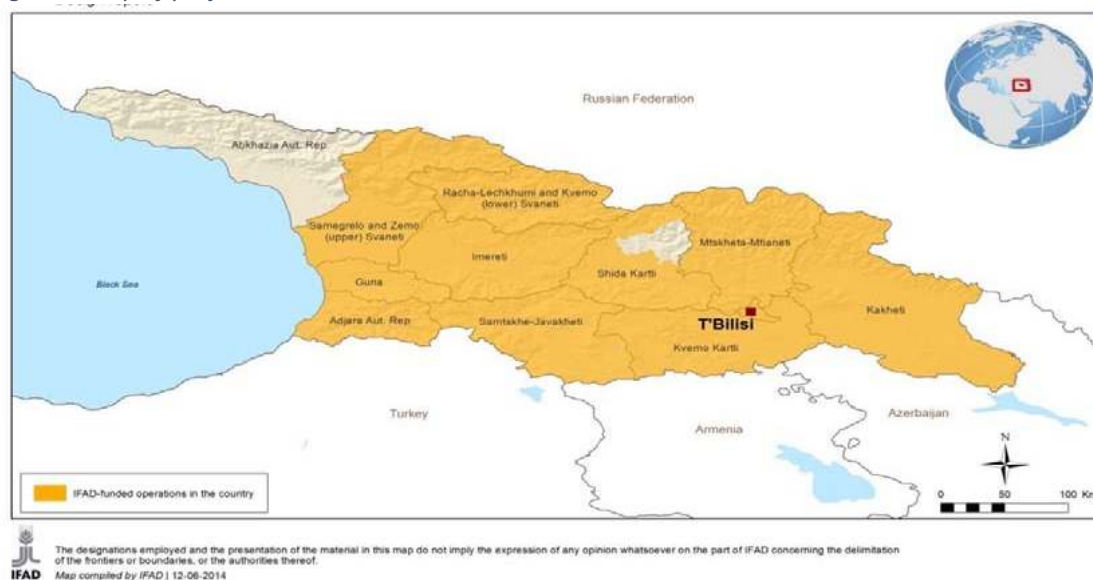 Russian Federation
Abkhazia Aut. Rep
Racha-Lechkhumi and Kvemo
(lower) Svaneti
Samegrelo and Zemo
(upper) Svaneti
Mtskheta-Mtianeti
Imereti
Shida Kartli
Black Sea
Guria
Kakheti
Adjara Aut. Rep
Samtskhe-Javakheti
T'Bilisi
Kvemo Kartli
Turkey
Azerbaijan
Armenia
N
IFAD-funded operations in the country
0 50 100 Km
The designations employed and the presentation of the material in this map do not imply the expression of any opinion whatsoever on the part of IFAD concerning the delimitation
of the frontiers or boundaries, or the authorities thereof.
IFAD Map compiled by IFAD | 12-06-2014